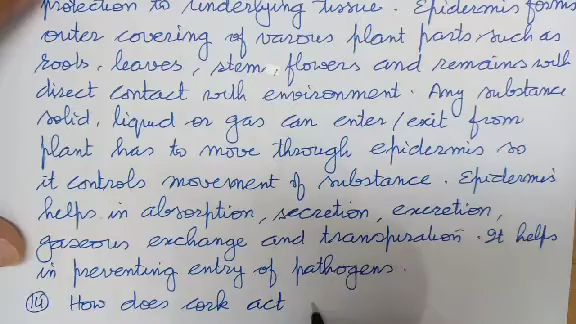 protection to underlying tissue. Epidermis forms
outer covering of various plant parts such as
roots, leaves, stem, flowers and remains with
direct contact with environment. Any substance
solid, liquid or gas can enter/exit from
plant has to move through epidermis so
it controls movement of substance. Epidermis
helps in absorption, secretion, excretion,
gaseous exchange and transpiration. It helps
in preventing entry of pathogens.
(14) How does cork act